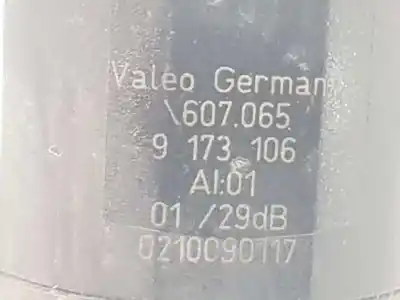 Valeo German
\607.065
9 173 106
AI:01
01 /29dB
0210090117